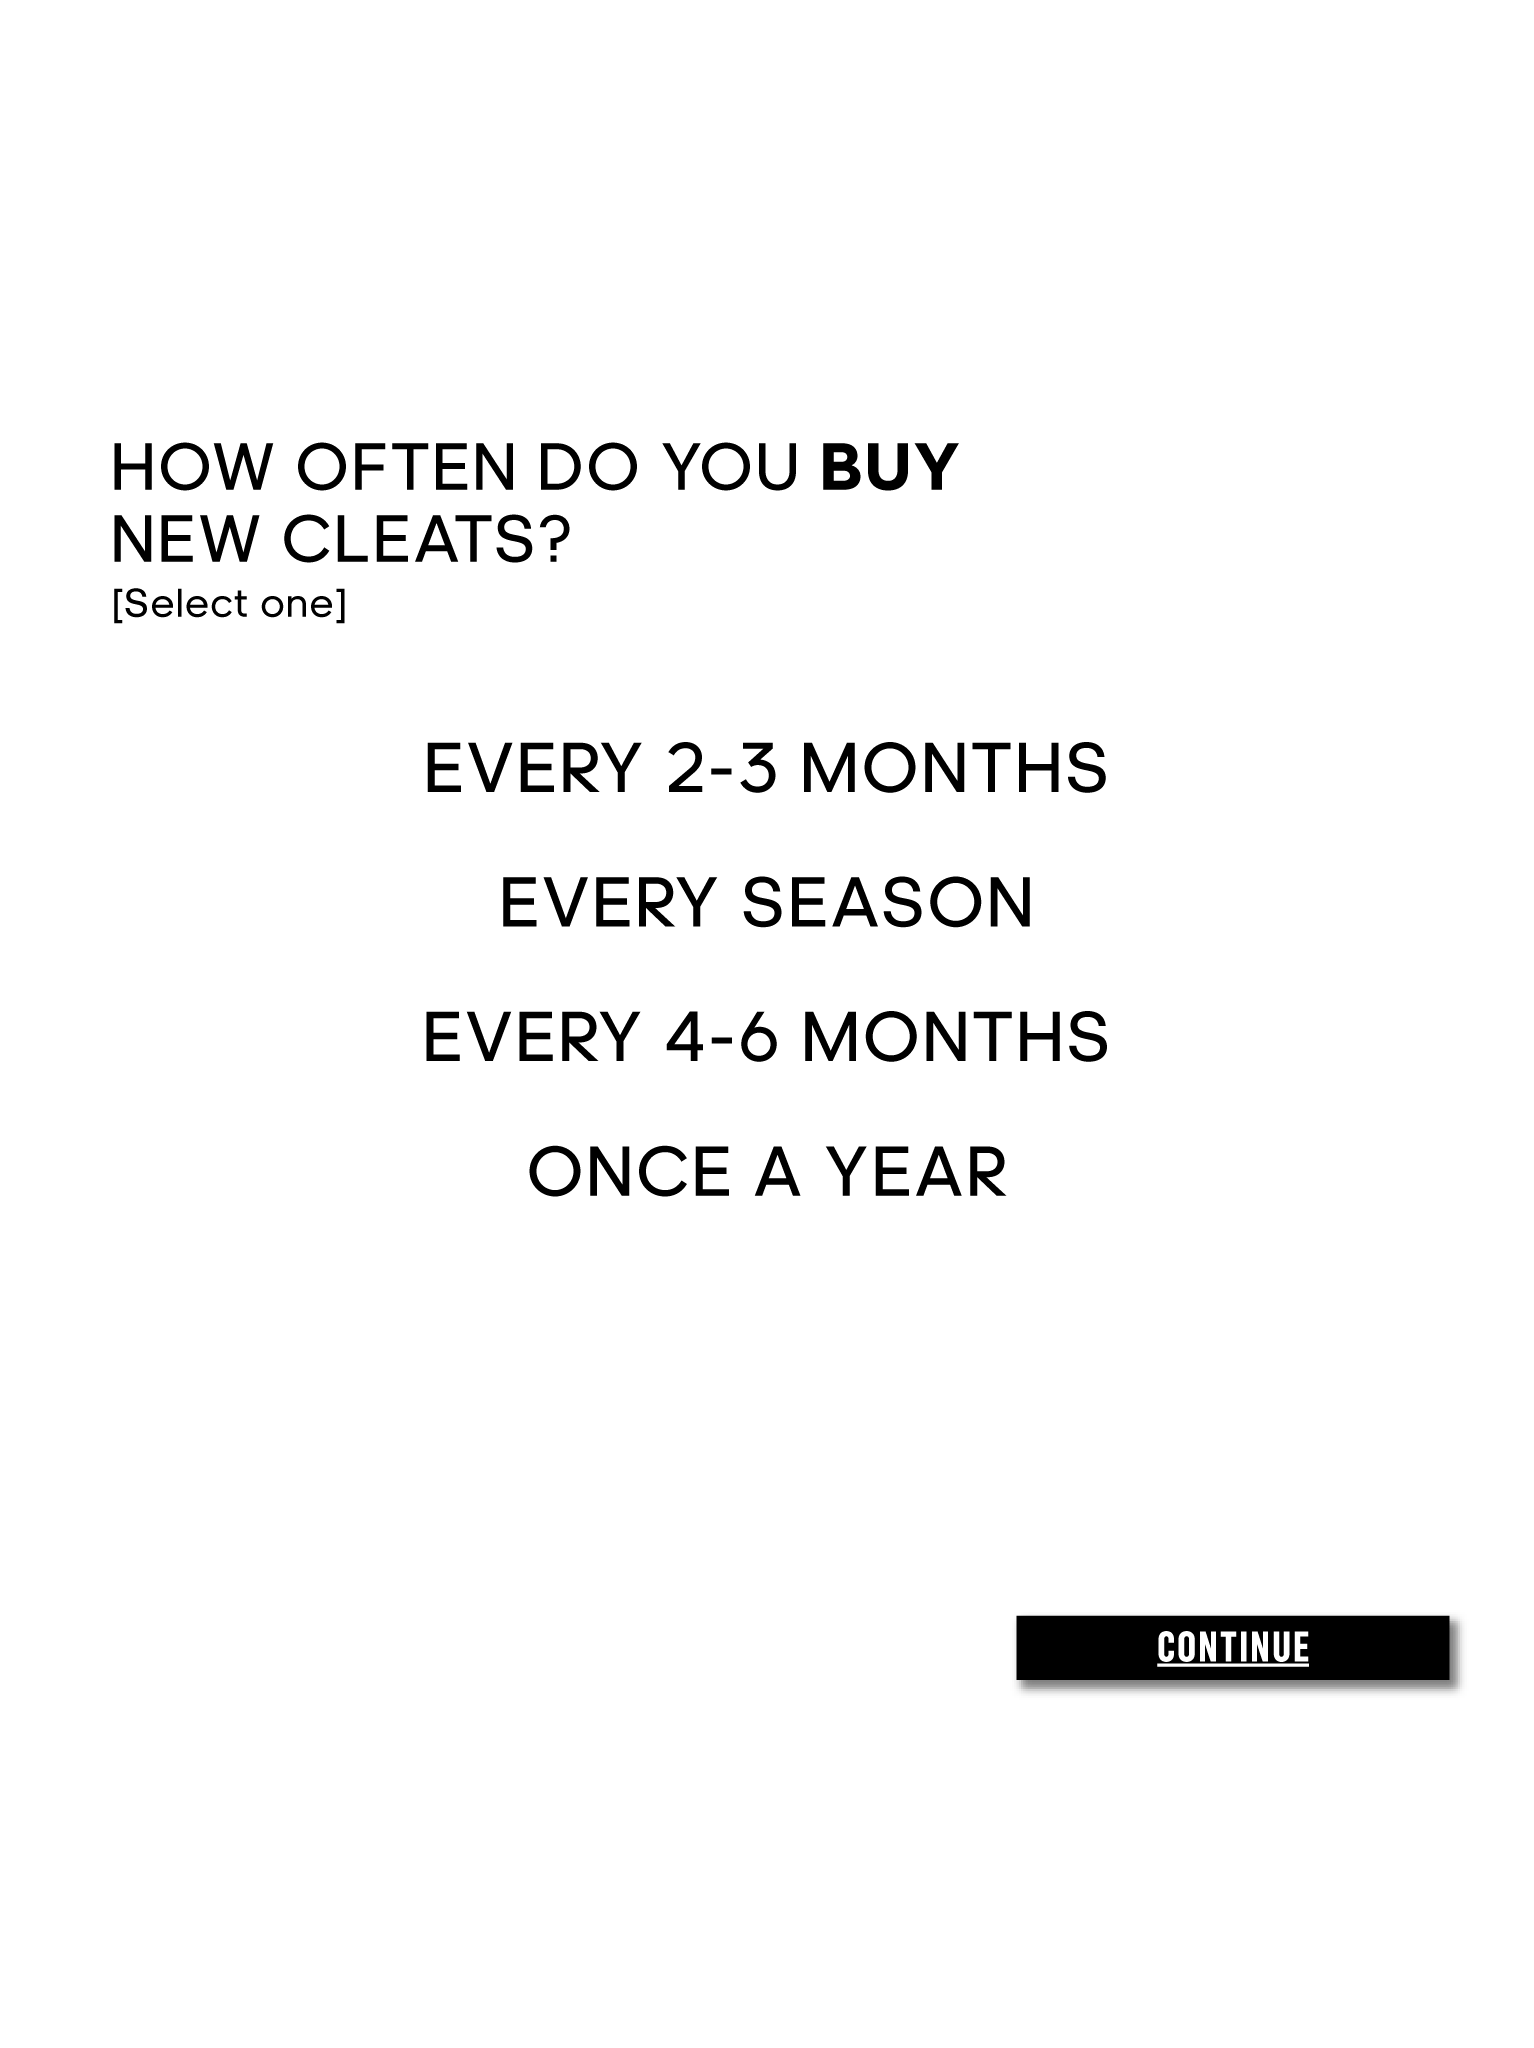 HOW OFTEN DO YOU BUY
NEW CLEATS?
[Select one]
EVERY 2-3 MONTHS
EVERY SEASON
EVERY 4-6 MONTHS
ONCE A YEAR
CONTINUE